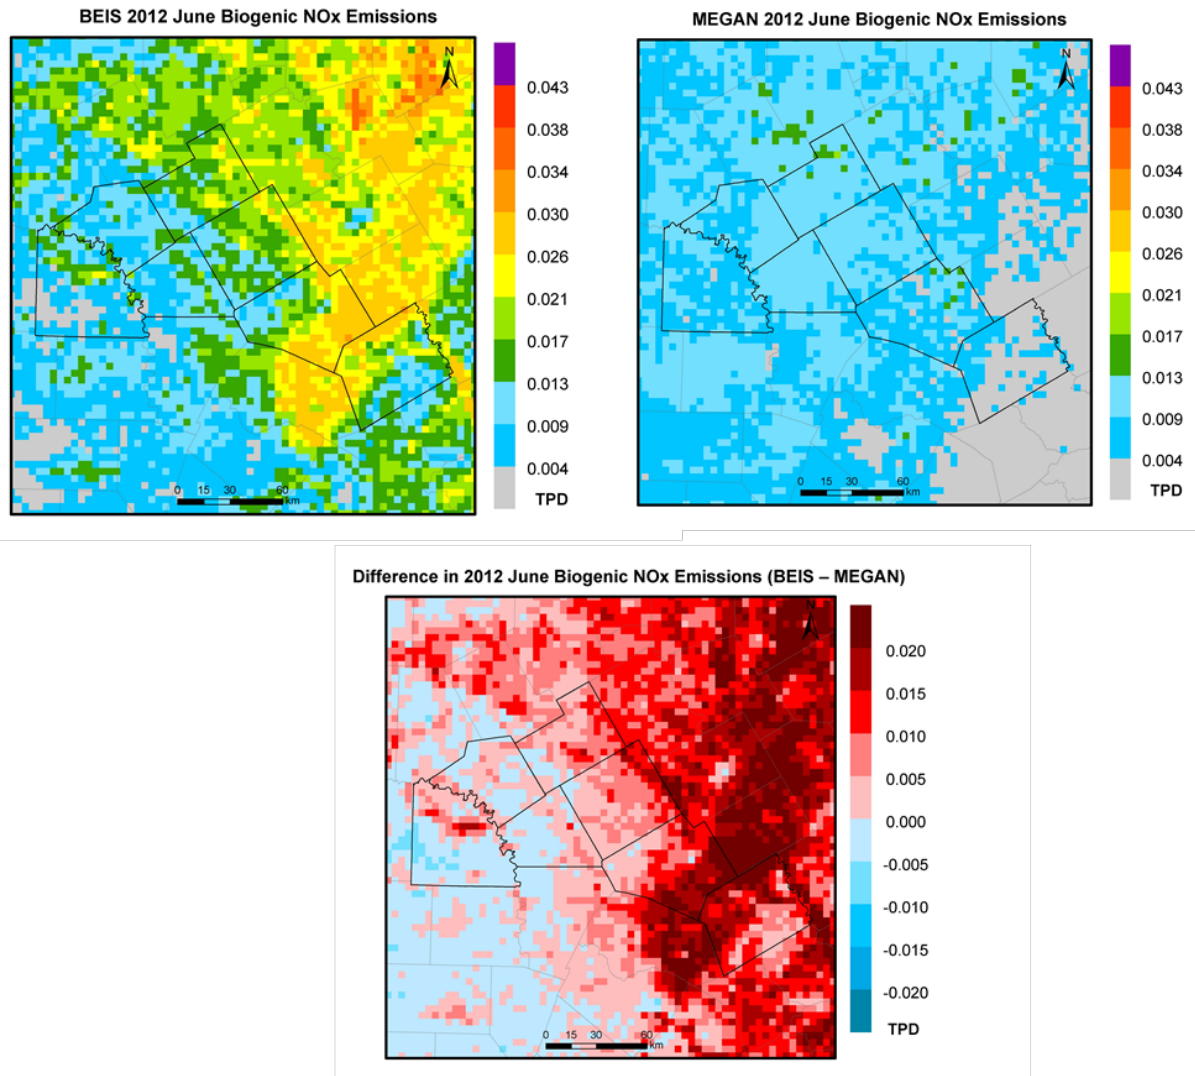 BEIS 2012 June Biogenic NOx Emissions
N
0.043
0.038
0.034
0.030
0.026
0.021
0.017
0.013
0.009
0.004
TPD
0 15 30 60
km
MEGAN 2012 June Biogenic NOx Emissions
N
0.043
0.038
0.034
0.030
0.026
0.021
0.017
0.013
0.009
0.004
TPD
0 15 30 60
km
Difference in 2012 June Biogenic NOx Emissions (BEIS – MEGAN)
N
0.020
0.015
0.010
0.005
0.000
-0.005
-0.010
-0.015
-0.020
TPD
0 15 30 60
km